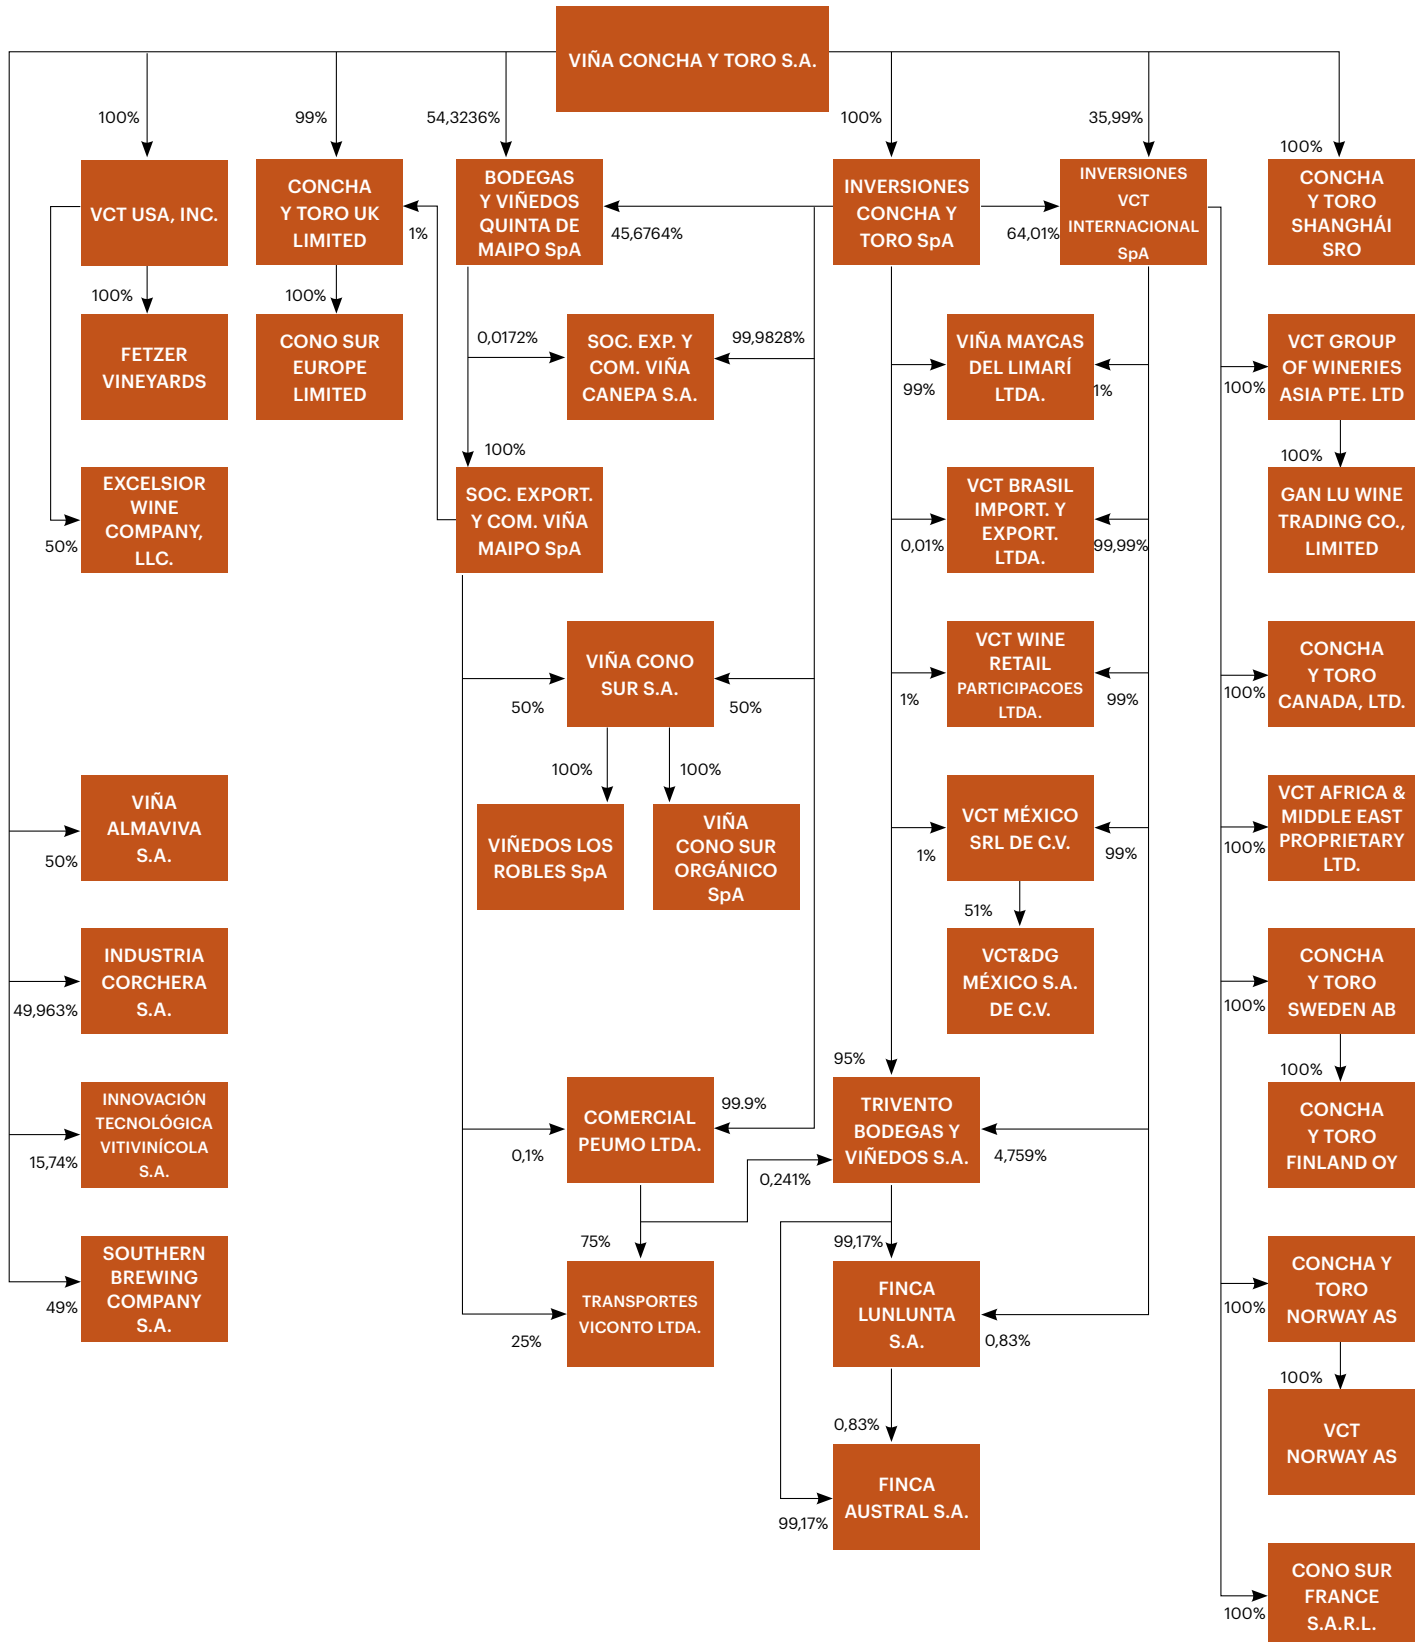 VIÑA CONCHA Y TORO S.A.
100%
99%
54,3236%
100%
35,99%
100%
VCT USA, INC.
CONCHA
Y TORO UK
LIMITED
1%
BODEGAS
Y VIÑEDOS
QUINTA DE
MAIPO SpA
45,6764%
INVERSIONES
CONCHA Y
TORO SpA
64,01%
INVERSIONES
VCT
INTERNACIONAL
SpA
CONCHA
Y TORO
SHANGHÁI
SRO
100%
100%
FETZER
VINEYARDS
CONO SUR
EUROPE
LIMITED
0,0172%
SOC. EXP. Y
COM. VIÑA
CANEPA S.A.
99,9828%
99%
VIÑA MAYCAS
DEL LIMARÍ
LTDA.
1%
100%
VCT GROUP
OF WINERIES
ASIA PTE. LTD
100%
100%
EXCELSIOR
WINE
COMPANY,
LLC.
50%
SOC. EXPORT.
Y COM. VIÑA
MAIPO SpA
0,01%
VCT BRASIL
IMPORT. Y
EXPORT.
LTDA.
99,99%
GAN LU WINE
TRADING CO.,
LIMITED
50%
VIÑA CONO
SUR S.A.
50%
1%
VCT WINE
RETAIL
PARTICIPACOES
LTDA.
99%
100%
CONCHA
Y TORO
CANADA, LTD.
100%
100%
VIÑA
ALMAVIVA
S.A.
50%
VIÑEDOS LOS
ROBLES SpA
VIÑA
CONO SUR
ORGÁNICO
SpA
1%
VCT MÉXICO
SRL DE C.V.
99%
100%
VCT AFRICA &
MIDDLE EAST
PROPRIETARY
LTD.
51%
INDUSTRIA
CORCHERA
S.A.
49,963%
VCT&DG
MÉXICO S.A.
DE C.V.
100%
CONCHA
Y TORO
SWEDEN AB
95%
100%
INNOVACIÓN
TECNOLÓGICA
VITIVINÍCOLA
S.A.
15,74%
0,1%
COMERCIAL
PEUMO LTDA.
99.9%
0,241%
TRIVENTO
BODEGAS Y
VIÑEDOS S.A.
4,759%
CONCHA
Y TORO
FINLAND OY
75%
99,17%
SOUTHERN
BREWING
COMPANY
S.A.
49%
25%
TRANSPORTES
VICONTO LTDA.
FINCA
LUNLUNTA
S.A.
0,83%
100%
CONCHA Y
TORO
NORWAY AS
100%
0,83%
VCT
NORWAY AS
99,17%
FINCA
AUSTRAL S.A.
100%
CONO SUR
FRANCE
S.A.R.L.